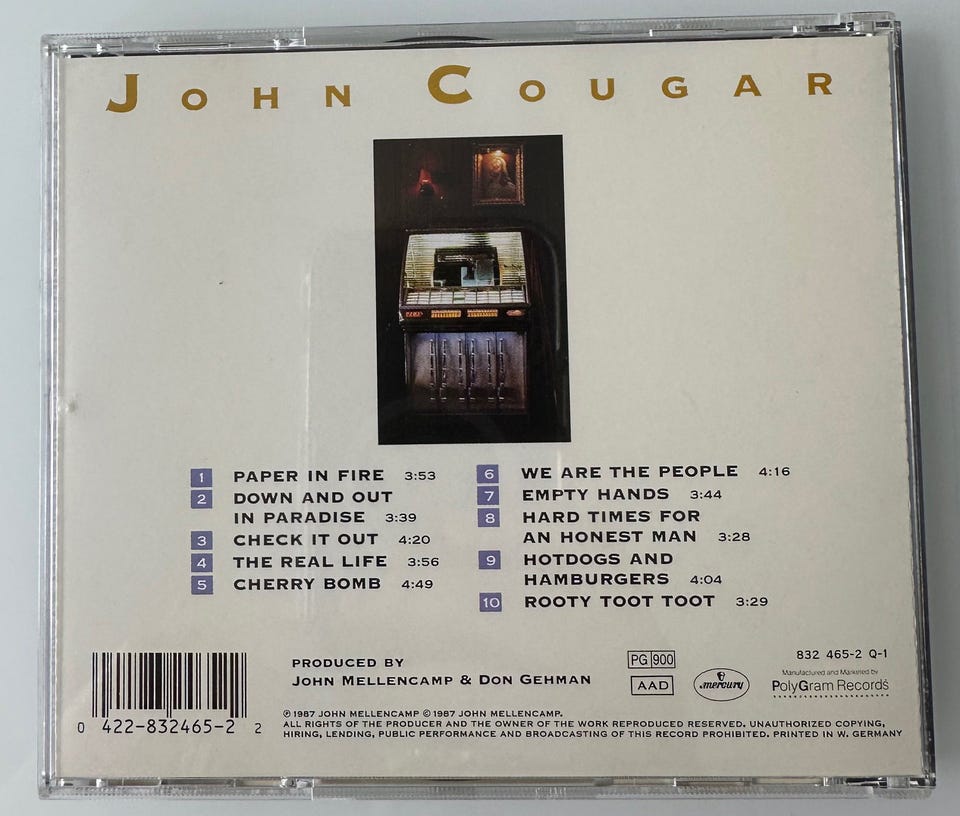 JOHN COUGAR
1 PAPER IN FIRE 3:53
2 DOWN AND OUT
IN PARADISE 3:39
3 CHECK IT OUT 4:20
4 THE REAL LIFE 3:56
5 CHERRY BOMB 4:49
6 WE ARE THE PEOPLE 4:16
7 EMPTY HANDS 3:44
8 HARD TIMES FOR
AN HONEST MAN 3:28
9 HOTDOGS AND
HAMBURGERS 4:04
10 ROOTY TOOT TOOT 3:29
0 422-832465-2 2
PRODUCED BY
JOHN MELLENCAMP & DON GEHMAN
PG 900
AAD
mercury
832 465-2 Q-1
Manufactured and Marketed by
PolyGram Records
℗ 1987 JOHN MELLENCAMP © 1987 JOHN MELLENCAMP.
ALL RIGHTS OF THE PRODUCER AND THE OWNER OF THE WORK REPRODUCED RESERVED. UNAUTHORIZED COPYING,
HIRING, LENDING, PUBLIC PERFORMANCE AND BROADCASTING OF THIS RECORD PROHIBITED. PRINTED IN W. GERMANY